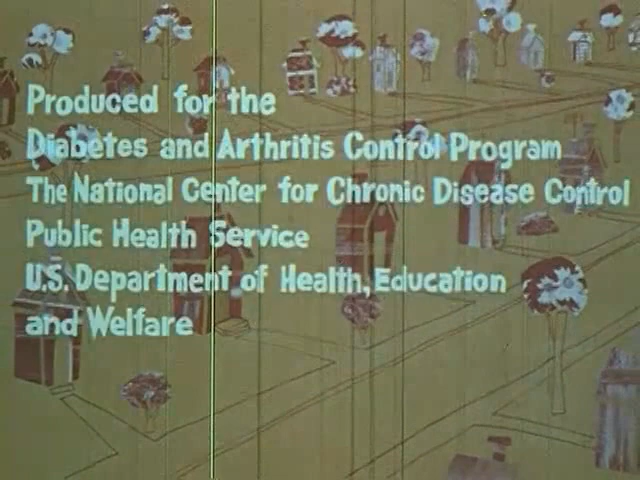 Produced for the
Diabetes and Arthritis Control Program
The National Center for Chronic Disease Control
Public Health Service
U.S. Department of Health, Education
and Welfare